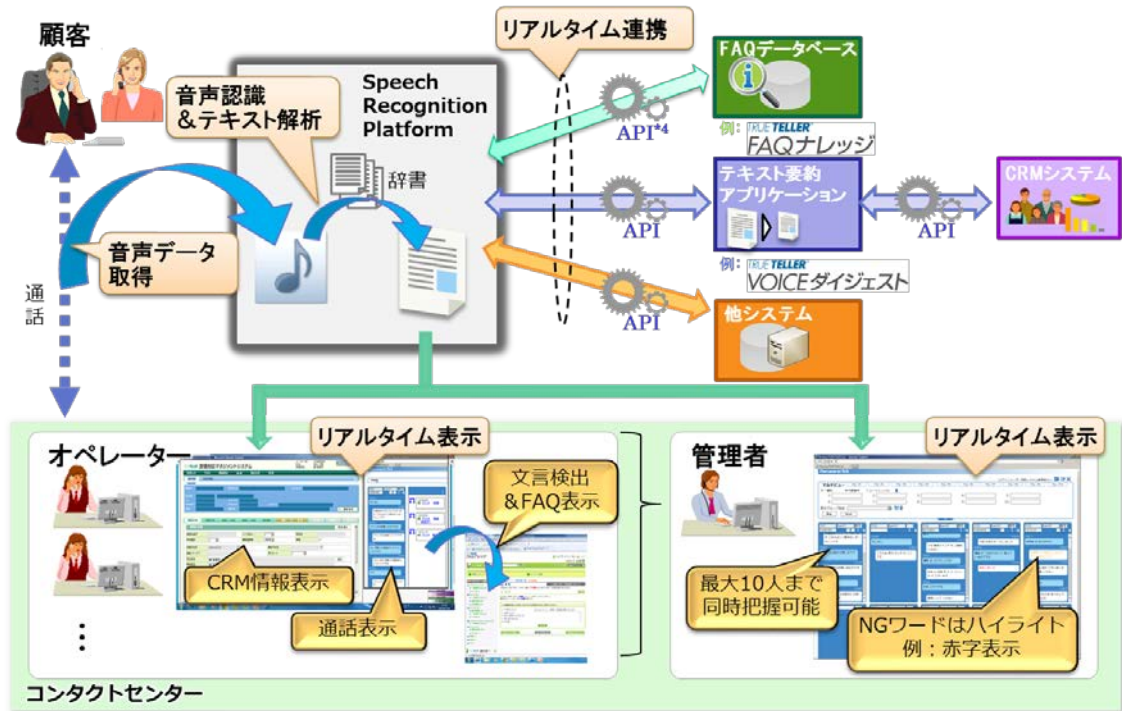 顧客
リアルタイム連携
FAQデータベース
音声認識
&テキスト解析
Speech
Recognition
Platform
API*4
例:
TRUE TELLER
FAQナレッジ
辞書
テキスト要約
アプリケーション
CRMシステム
API
API
音声データ
取得
例:
TRUE TELLER
VOICEダイジェスト
通話
API
他システム
オペレーター
リアルタイム表示
文言検出
&FAQ表示
CRM情報表示
通話表示
管理者
リアルタイム表示
最大10人まで
同時把握可能
NGワードはハイライト
例:赤字表示
コンタクトセンター